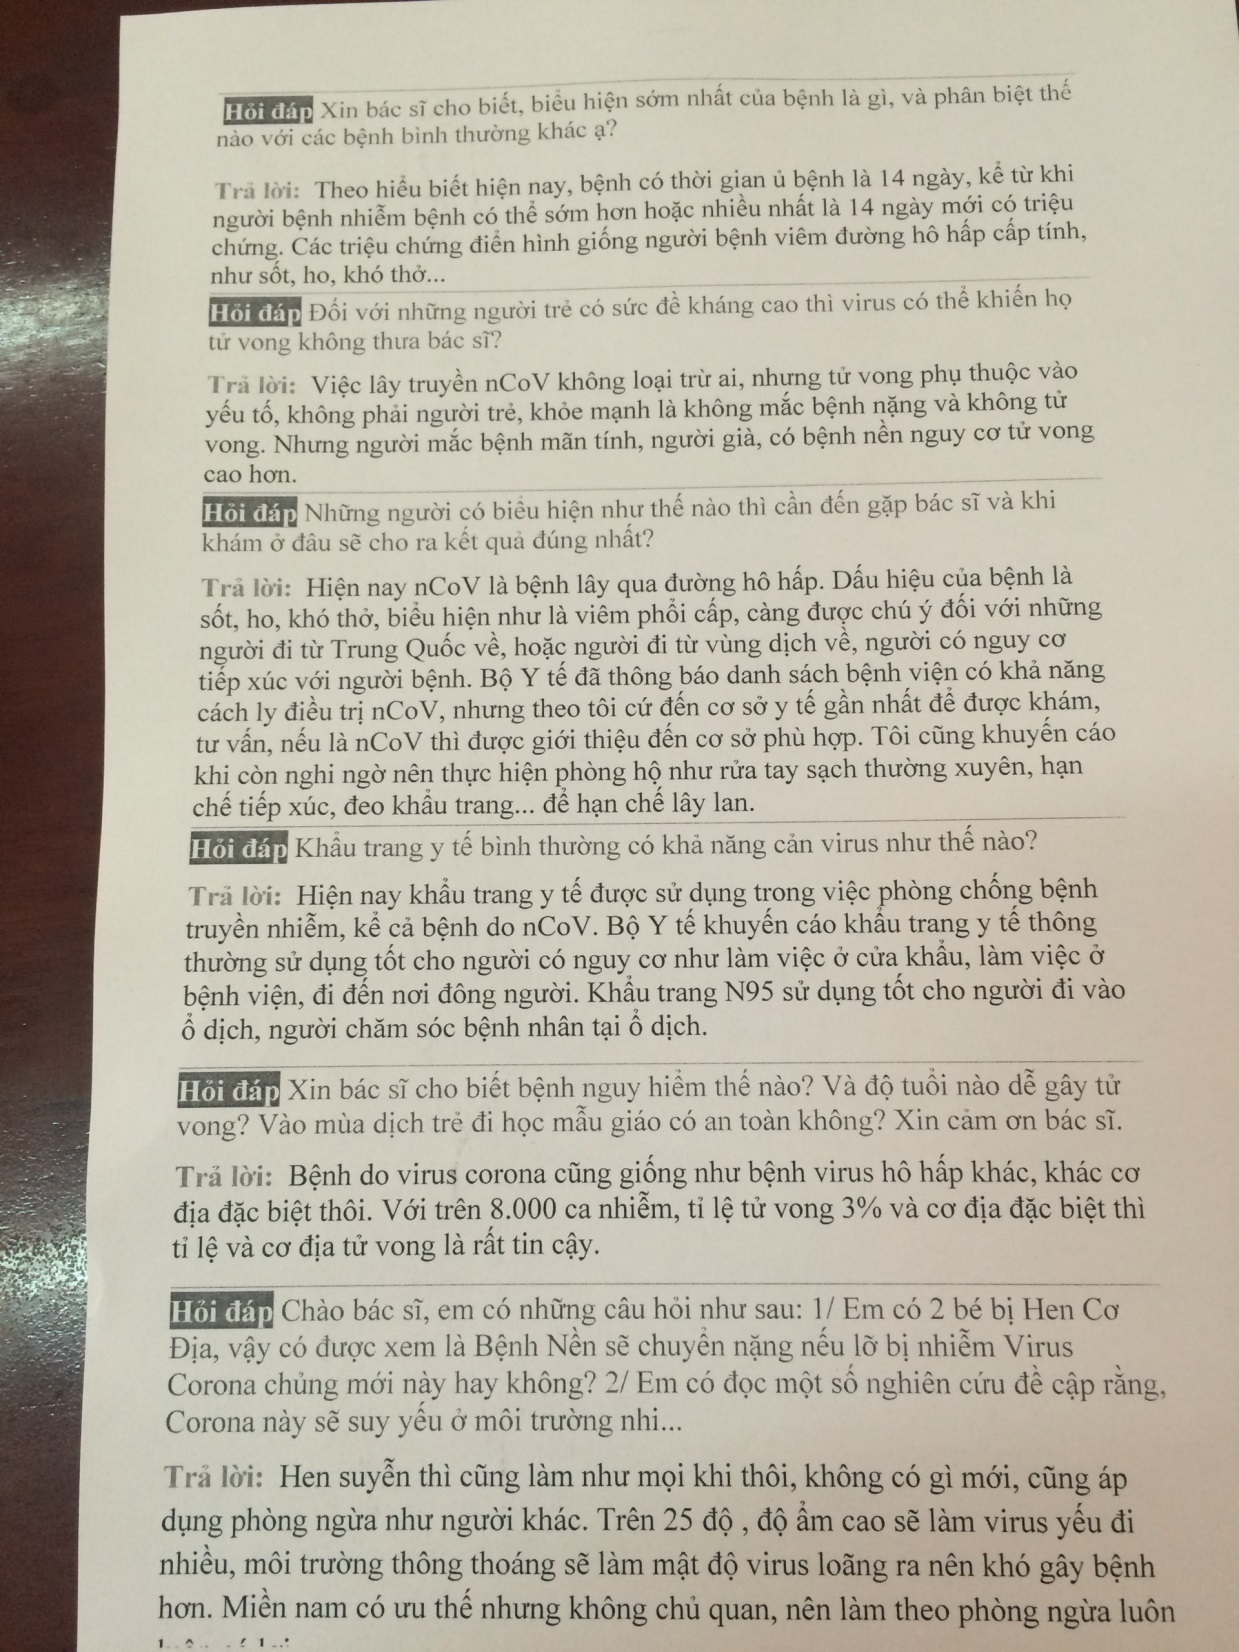 Hỏi đáp Xin bác sĩ cho biết, biểu hiện sớm nhất của bệnh là gì, và phân biệt thế
nào với các bệnh bình thường khác ạ?
Trả lời: Theo hiểu biết hiện nay, bệnh có thời gian ủ bệnh là 14 ngày, kể từ khi
người bệnh nhiễm bệnh có thể sớm hơn hoặc nhiều nhất là 14 ngày mới có triệu
chứng. Các triệu chứng điển hình giống người bệnh viêm đường hô hấp cấp tính,
như sốt, ho, khó thở...
Hỏi đáp Đối với những người trẻ có sức đề kháng cao thì virus có thể khiến họ
tử vong không thưa bác sĩ?
Trả lời: Việc lây truyền nCoV không loại trừ ai, nhưng tử vong phụ thuộc vào
yếu tố, không phải người trẻ, khỏe mạnh là không mắc bệnh nặng và không tử
vong. Nhưng người mắc bệnh mãn tính, người già, có bệnh nền nguy cơ tử vong
cao hơn.
Hỏi đáp Những người có biểu hiện như thế nào thì cần đến gặp bác sĩ và khi
khám ở đâu sẽ cho ra kết quả đúng nhất?
Trả lời: Hiện nay nCoV là bệnh lây qua đường hô hấp. Dấu hiệu của bệnh là
sốt, ho, khó thở, biểu hiện như là viêm phổi cấp, càng được chú ý đối với những
người đi từ Trung Quốc về, hoặc người đi từ vùng dịch về, người có nguy cơ
tiếp xúc với người bệnh. Bộ Y tế đã thông báo danh sách bệnh viện có khả năng
cách ly điều trị nCoV, nhưng theo tôi cứ đến cơ sở y tế gần nhất để được khám,
tư vấn, nếu là nCoV thì được giới thiệu đến cơ sở phù hợp. Tôi cũng khuyến cáo
khi còn nghi ngờ nên thực hiện phòng hộ như rửa tay sạch thường xuyên, hạn
chế tiếp xúc, đeo khẩu trang... để hạn chế lây lan.
Hỏi đáp Khẩu trang y tế bình thường có khả năng cản virus như thế nào?
Trả lời: Hiện nay khẩu trang y tế được sử dụng trong việc phòng chống bệnh
truyền nhiễm, kể cả bệnh do nCoV. Bộ Y tế khuyến cáo khẩu trang y tế thông
thường sử dụng tốt cho người có nguy cơ như làm việc ở cửa khẩu, làm việc ở
bệnh viện, đi đến nơi đông người. Khẩu trang N95 sử dụng tốt cho người đi vào
ổ dịch, người chăm sóc bệnh nhân tại ổ dịch.
Hỏi đáp Xin bác sĩ cho biết bệnh nguy hiểm thế nào? Và độ tuổi nào dễ gây tử
vong? Vào mùa dịch trẻ đi học mẫu giáo có an toàn không? Xin cảm ơn bác sĩ.
Trả lời: Bệnh do virus corona cũng giống như bệnh virus hô hấp khác, khác cơ
địa đặc biệt thôi. Với trên 8.000 ca nhiễm, tỉ lệ tử vong 3% và cơ địa đặc biệt thì
tỉ lệ và cơ địa tử vong là rất tin cậy.
Hỏi đáp Chào bác sĩ, em có những câu hỏi như sau: 1/ Em có 2 bé bị Hen Cơ
Địa, vậy có được xem là Bệnh Nền sẽ chuyển nặng nếu lỡ bị nhiễm Virus
Corona chủng mới này hay không? 2/ Em có đọc một số nghiên cứu đề cập rằng,
Corona này sẽ suy yếu ở môi trường nhi...
Trả lời: Hen suyễn thì cũng làm như mọi khi thôi, không có gì mới, cũng áp
dụng phòng ngừa như người khác. Trên 25 độ , độ ẩm cao sẽ làm virus yếu đi
nhiều, môi trường thông thoáng sẽ làm mật độ virus loãng ra nên khó gây bệnh
hơn. Miền nam có ưu thế nhưng không chủ quan, nên làm theo phòng ngừa luôn